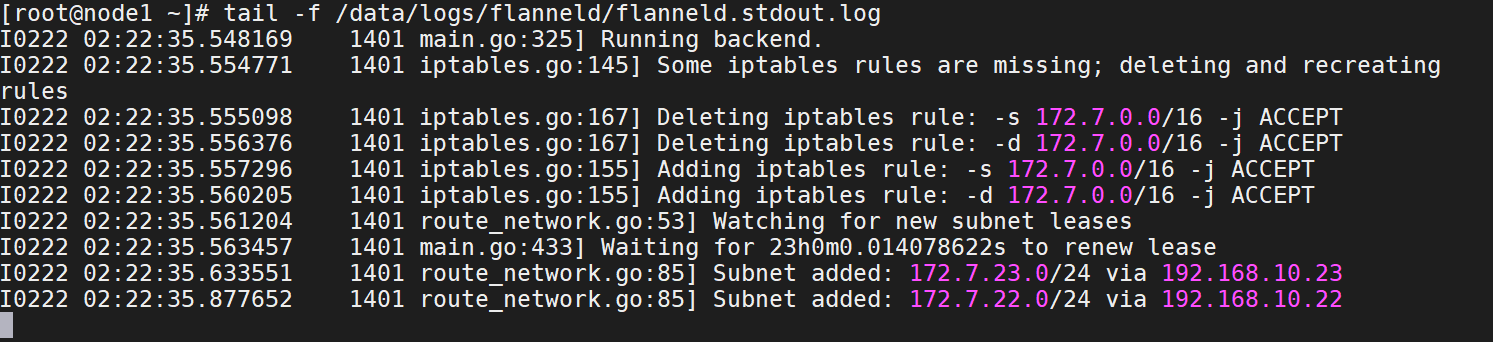 [root@node1 ~]# tail -f /data/logs/flanneld/flanneld.stdout.log
I0222 02:22:35.548169    1401 main.go:325] Running backend.
I0222 02:22:35.554771    1401 iptables.go:145] Some iptables rules are missing; deleting and recreating
rules
I0222 02:22:35.555098    1401 iptables.go:167] Deleting iptables rule: -s 172.7.0.0/16 -j ACCEPT
I0222 02:22:35.556376    1401 iptables.go:167] Deleting iptables rule: -d 172.7.0.0/16 -j ACCEPT
I0222 02:22:35.557296    1401 iptables.go:155] Adding iptables rule: -s 172.7.0.0/16 -j ACCEPT
I0222 02:22:35.560205    1401 iptables.go:155] Adding iptables rule: -d 172.7.0.0/16 -j ACCEPT
I0222 02:22:35.561204    1401 route_network.go:53] Watching for new subnet leases
I0222 02:22:35.563457    1401 main.go:433] Waiting for 23h0m0.014078622s to renew lease
I0222 02:22:35.633551    1401 route_network.go:85] Subnet added: 172.7.23.0/24 via 192.168.10.23
I0222 02:22:35.877652    1401 route_network.go:85] Subnet added: 172.7.22.0/24 via 192.168.10.22